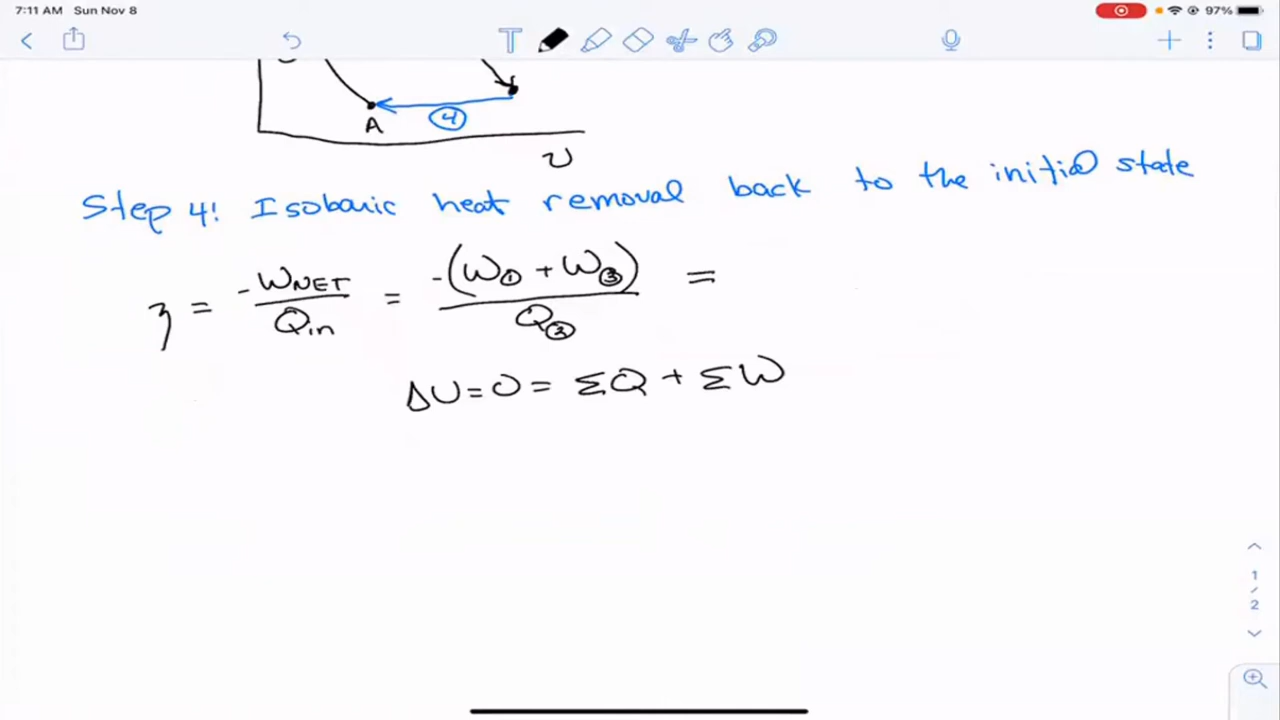 7:11 AM Sun Nov 8
97%
T
A
4
v
Step 4! Isobaric heat removal back to the initial state
η = -W_NET / Q_in = -(W_① + W_③) / Q_② =
ΔU = 0 = ΣQ + ΣW
1
/
2